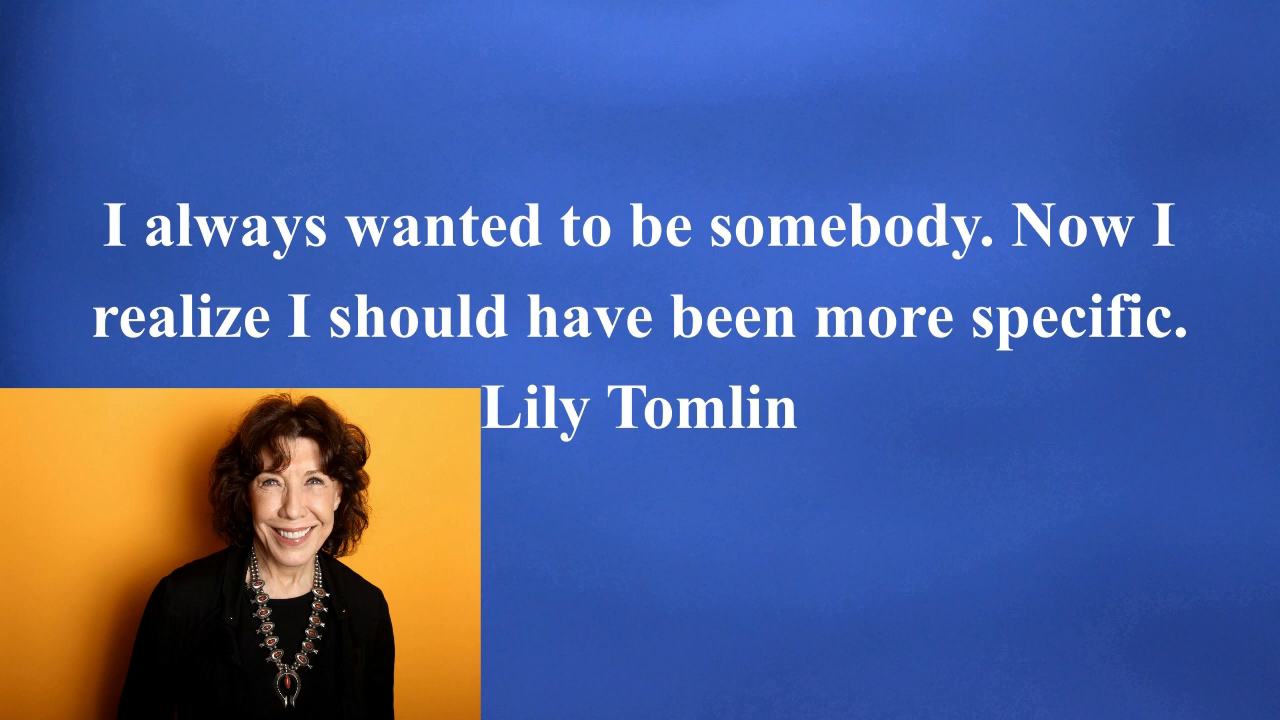 I always wanted to be somebody. Now I
realize I should have been more specific.
Lily Tomlin